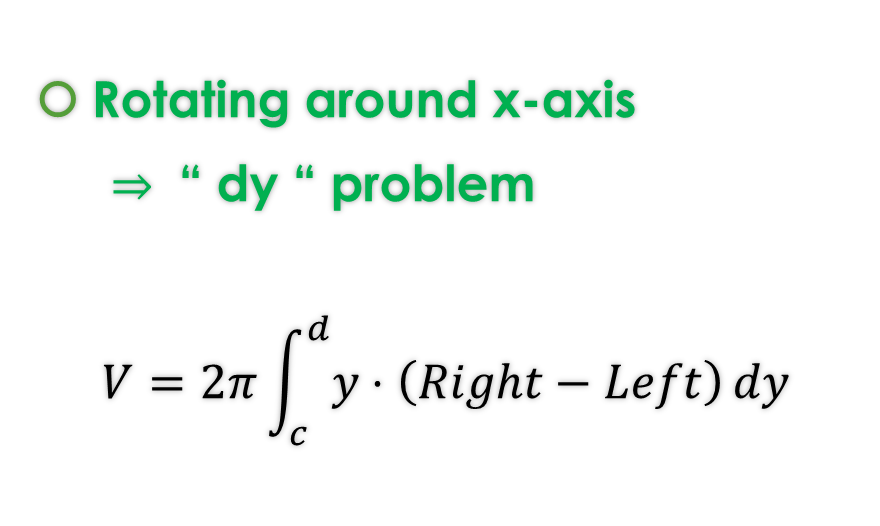 Rotating around x-axis
⇒ “ dy “ problem
V = 2π ∫_c^d y · (Right − Left) dy